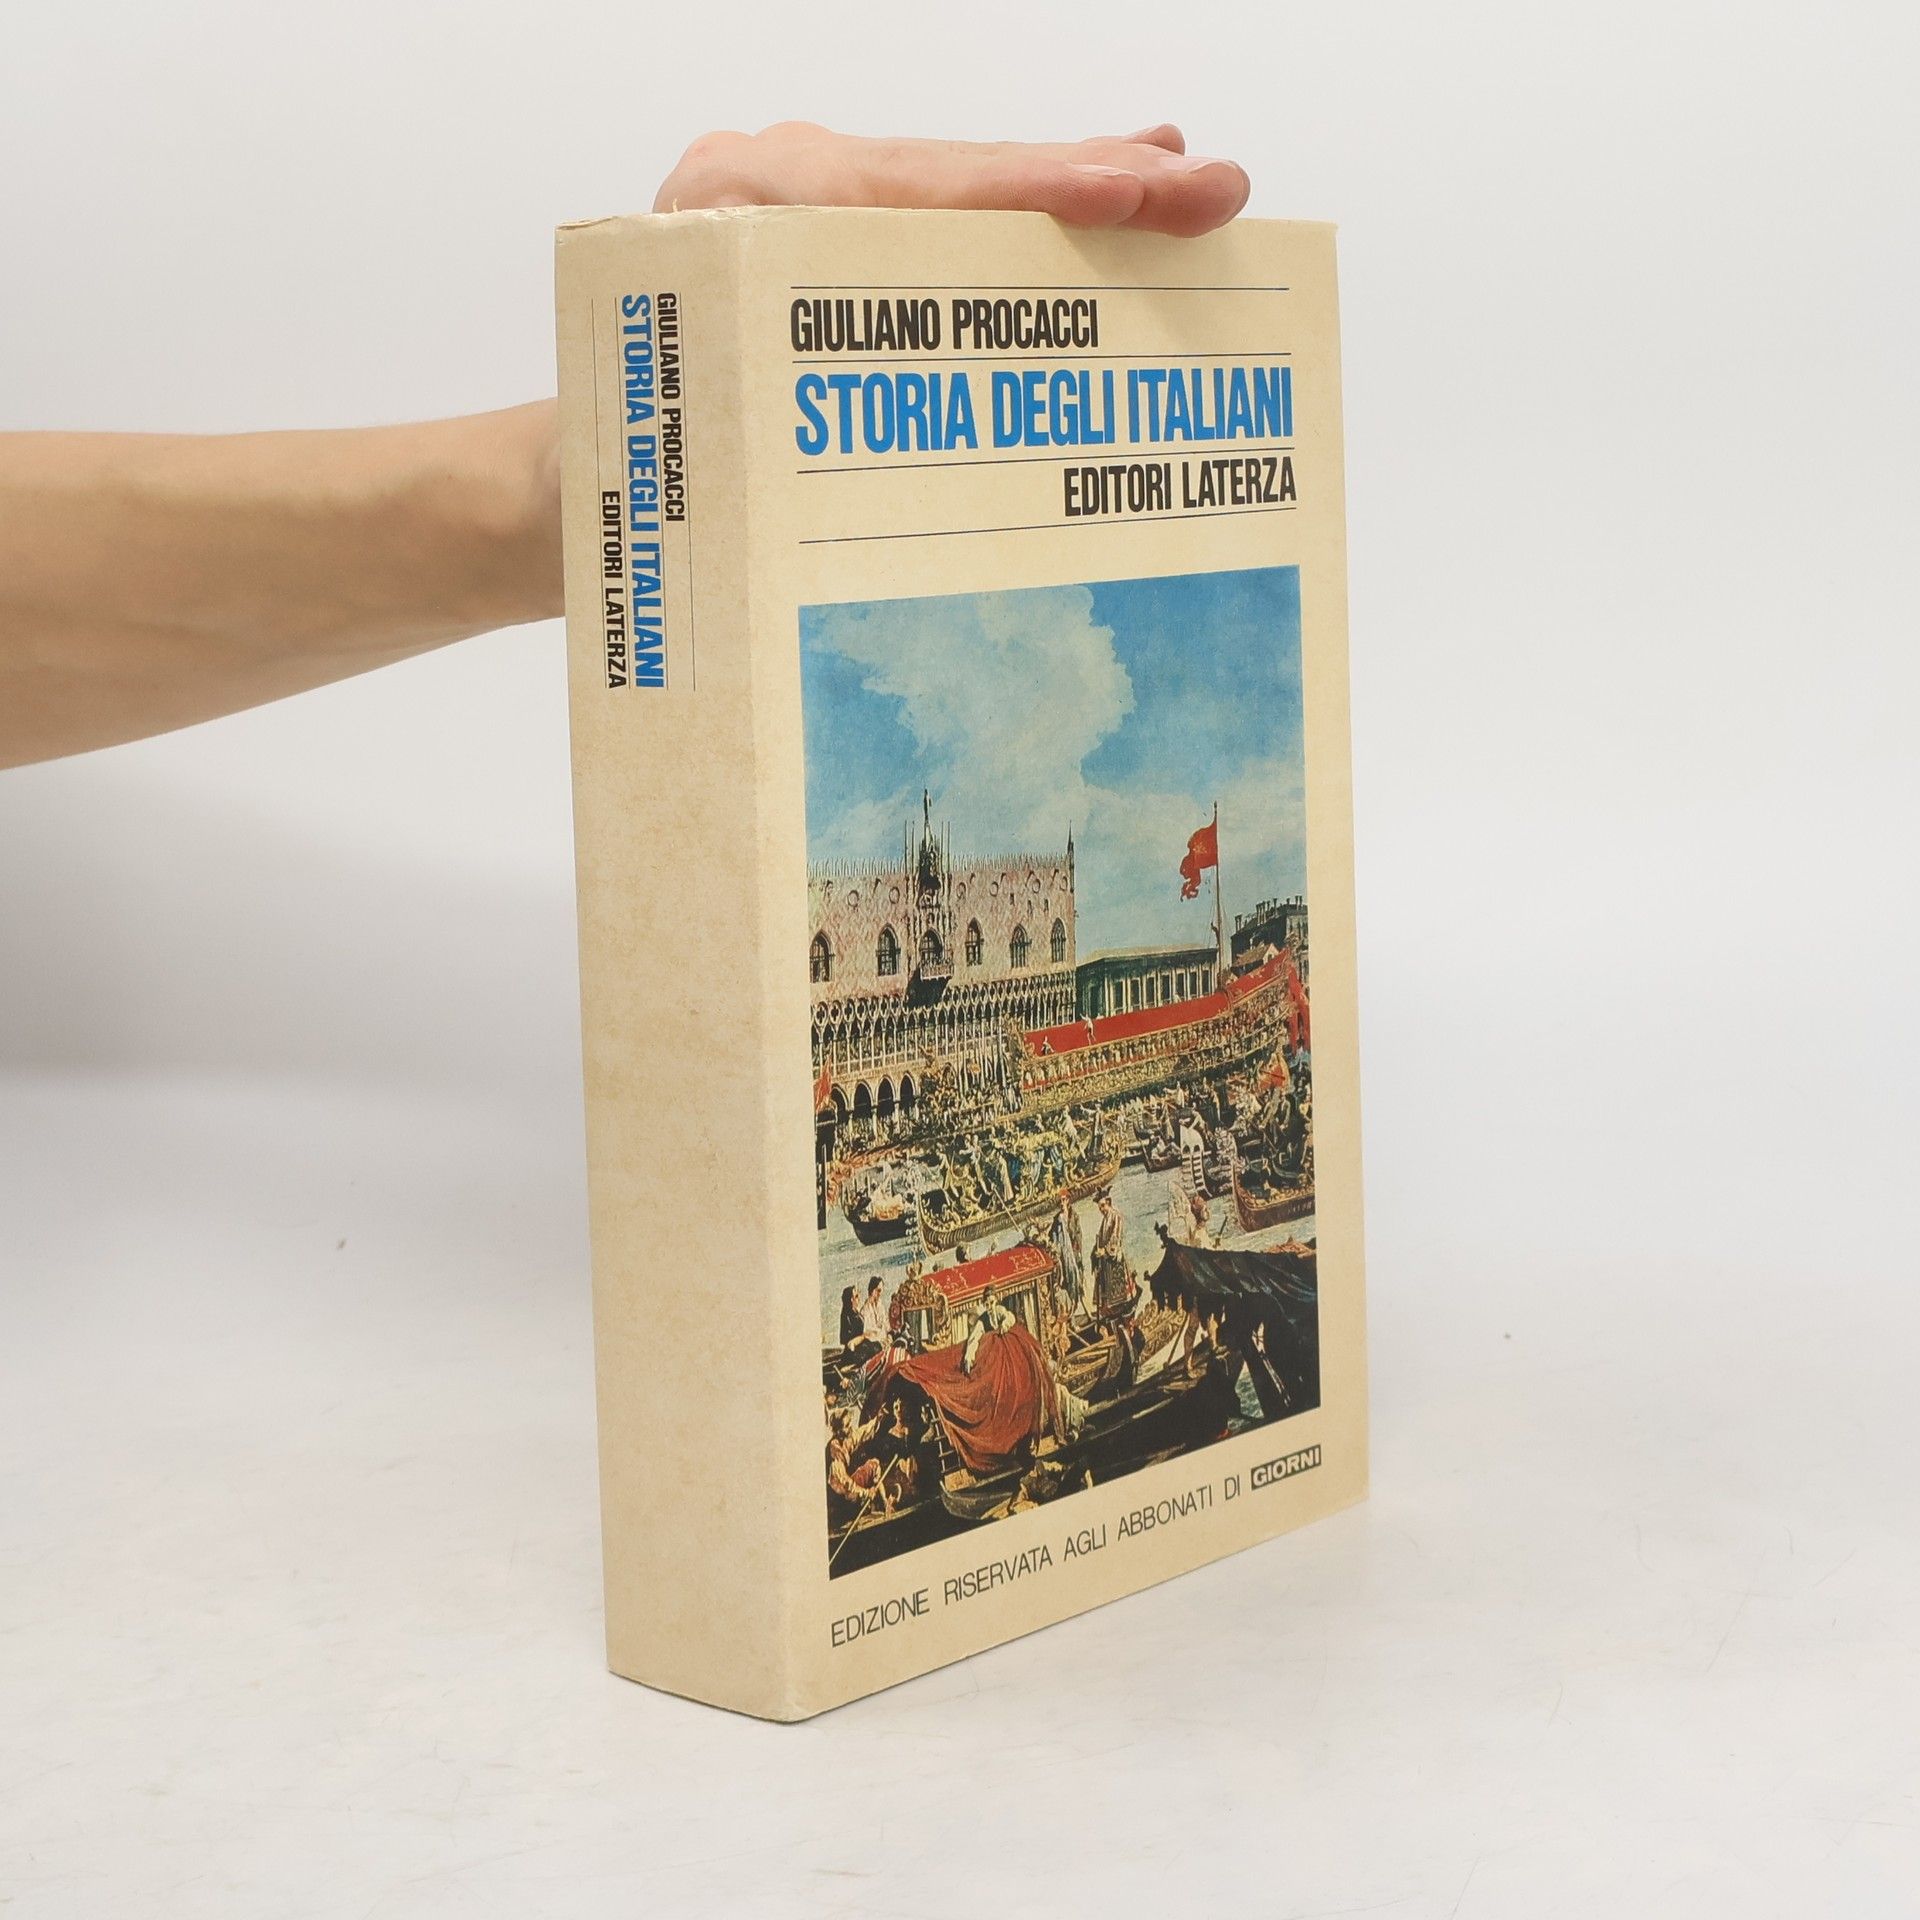 GIULIANO PROCACCI
STORIA DEGLI ITALIANI
EDITORI LATERZA
GIULIANO PROCACCI
STORIA DEGLI ITALIANI
EDITORI LATERZA
EDIZIONE RISERVATA AGLI ABBONATI DI GIORNI